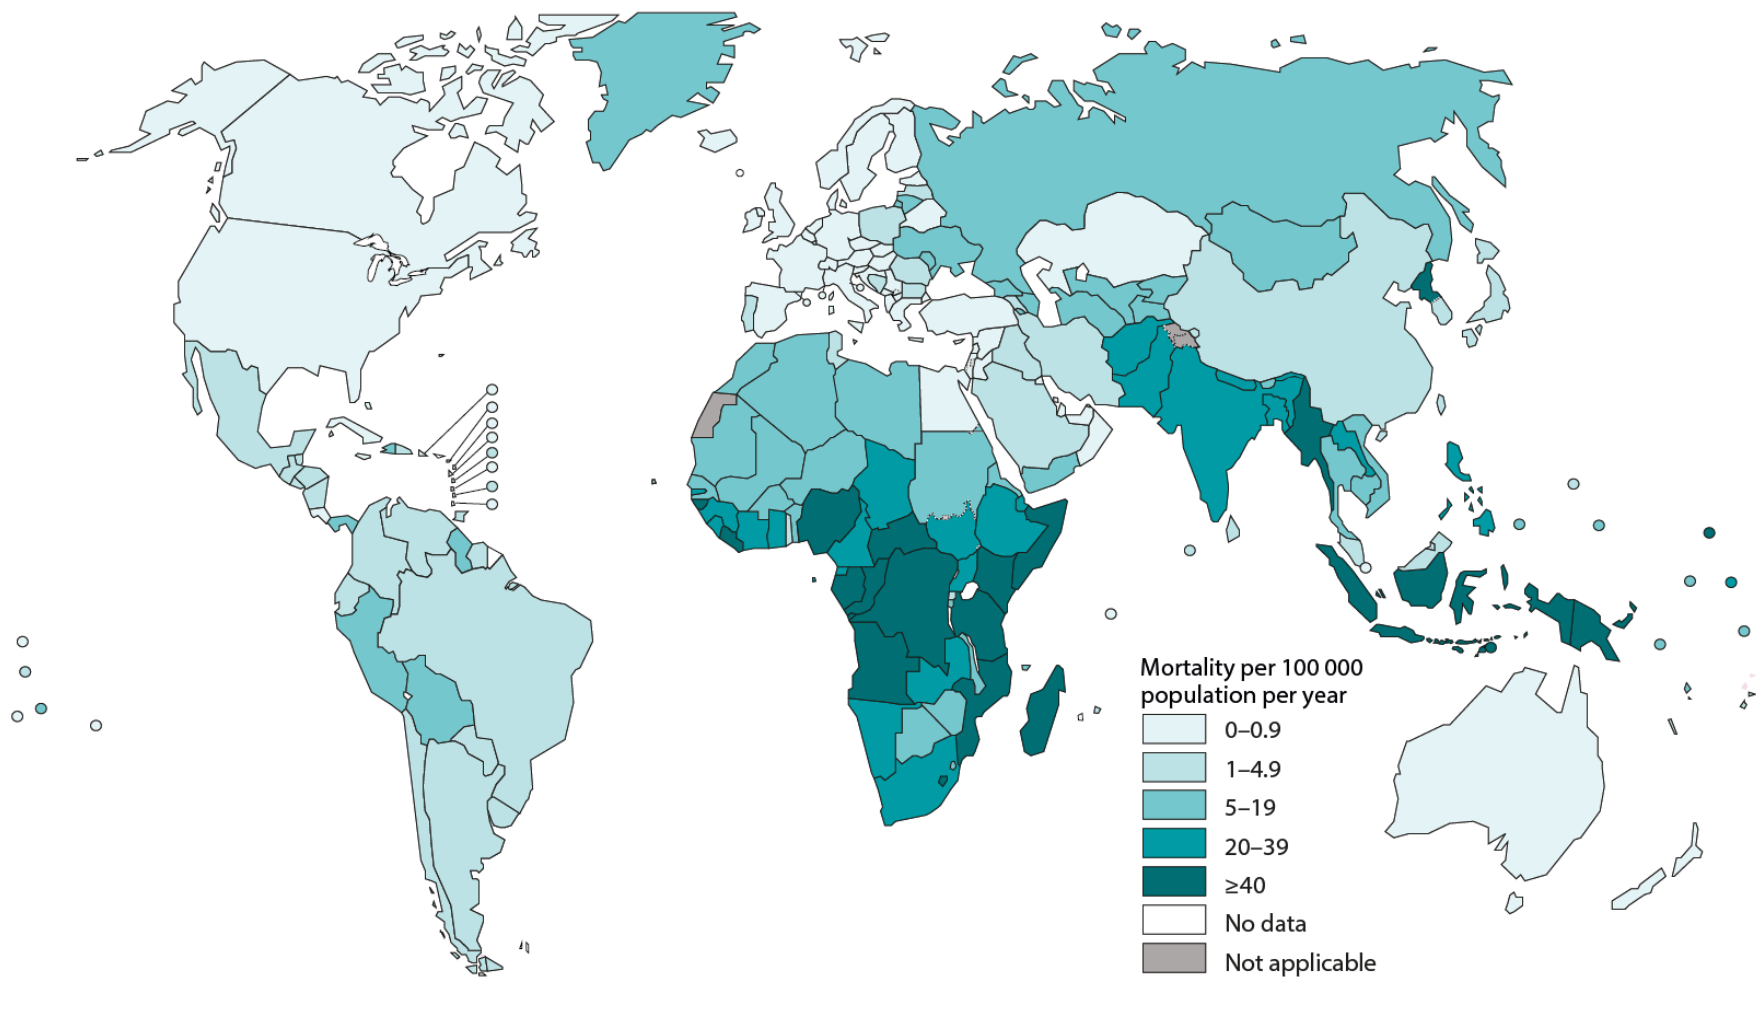 Mortality per 100 000
population per year
0–0.9
1–4.9
5–19
20–39
≥40
No data
Not applicable